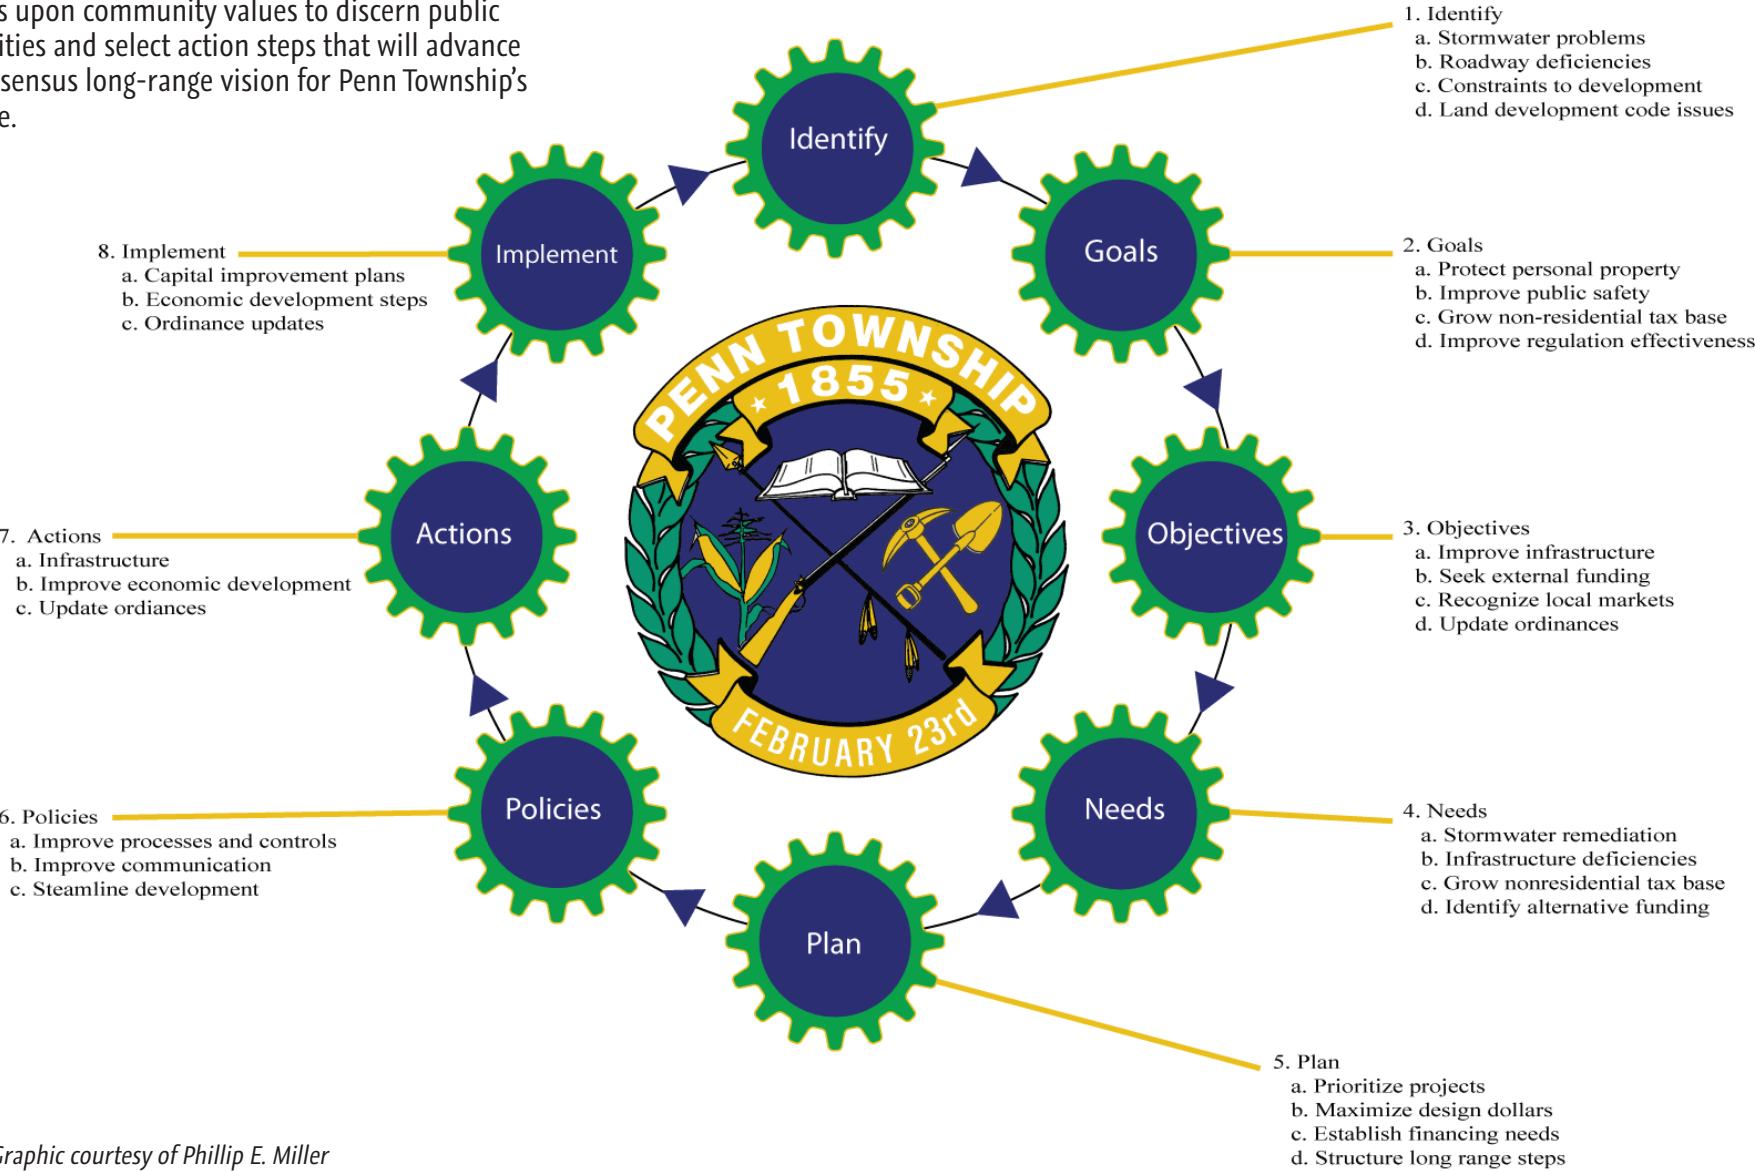 s upon community values to discern public
ities and select action steps that will advance
sensus long-range vision for Penn Township's
e.
1. Identify
a. Stormwater problems
b. Roadway deficiencies
c. Constraints to development
d. Land development code issues
Identify
Goals
2. Goals
a. Protect personal property
b. Improve public safety
c. Grow non-residential tax base
d. Improve regulation effectiveness
Objectives
3. Objectives
a. Improve infrastructure
b. Seek external funding
c. Recognize local markets
d. Update ordinances
Needs
4. Needs
a. Stormwater remediation
b. Infrastructure deficiencies
c. Grow nonresidential tax base
d. Identify alternative funding
Plan
5. Plan
a. Prioritize projects
b. Maximize design dollars
c. Establish financing needs
d. Structure long range steps
Policies
6. Policies
a. Improve processes and controls
b. Improve communication
c. Steamline development
Actions
7. Actions
a. Infrastructure
b. Improve economic development
c. Update ordiances
Implement
8. Implement
a. Capital improvement plans
b. Economic development steps
c. Ordinance updates
PENN TOWNSHIP
1855
FEBRUARY 23rd
Graphic courtesy of Phillip E. Miller